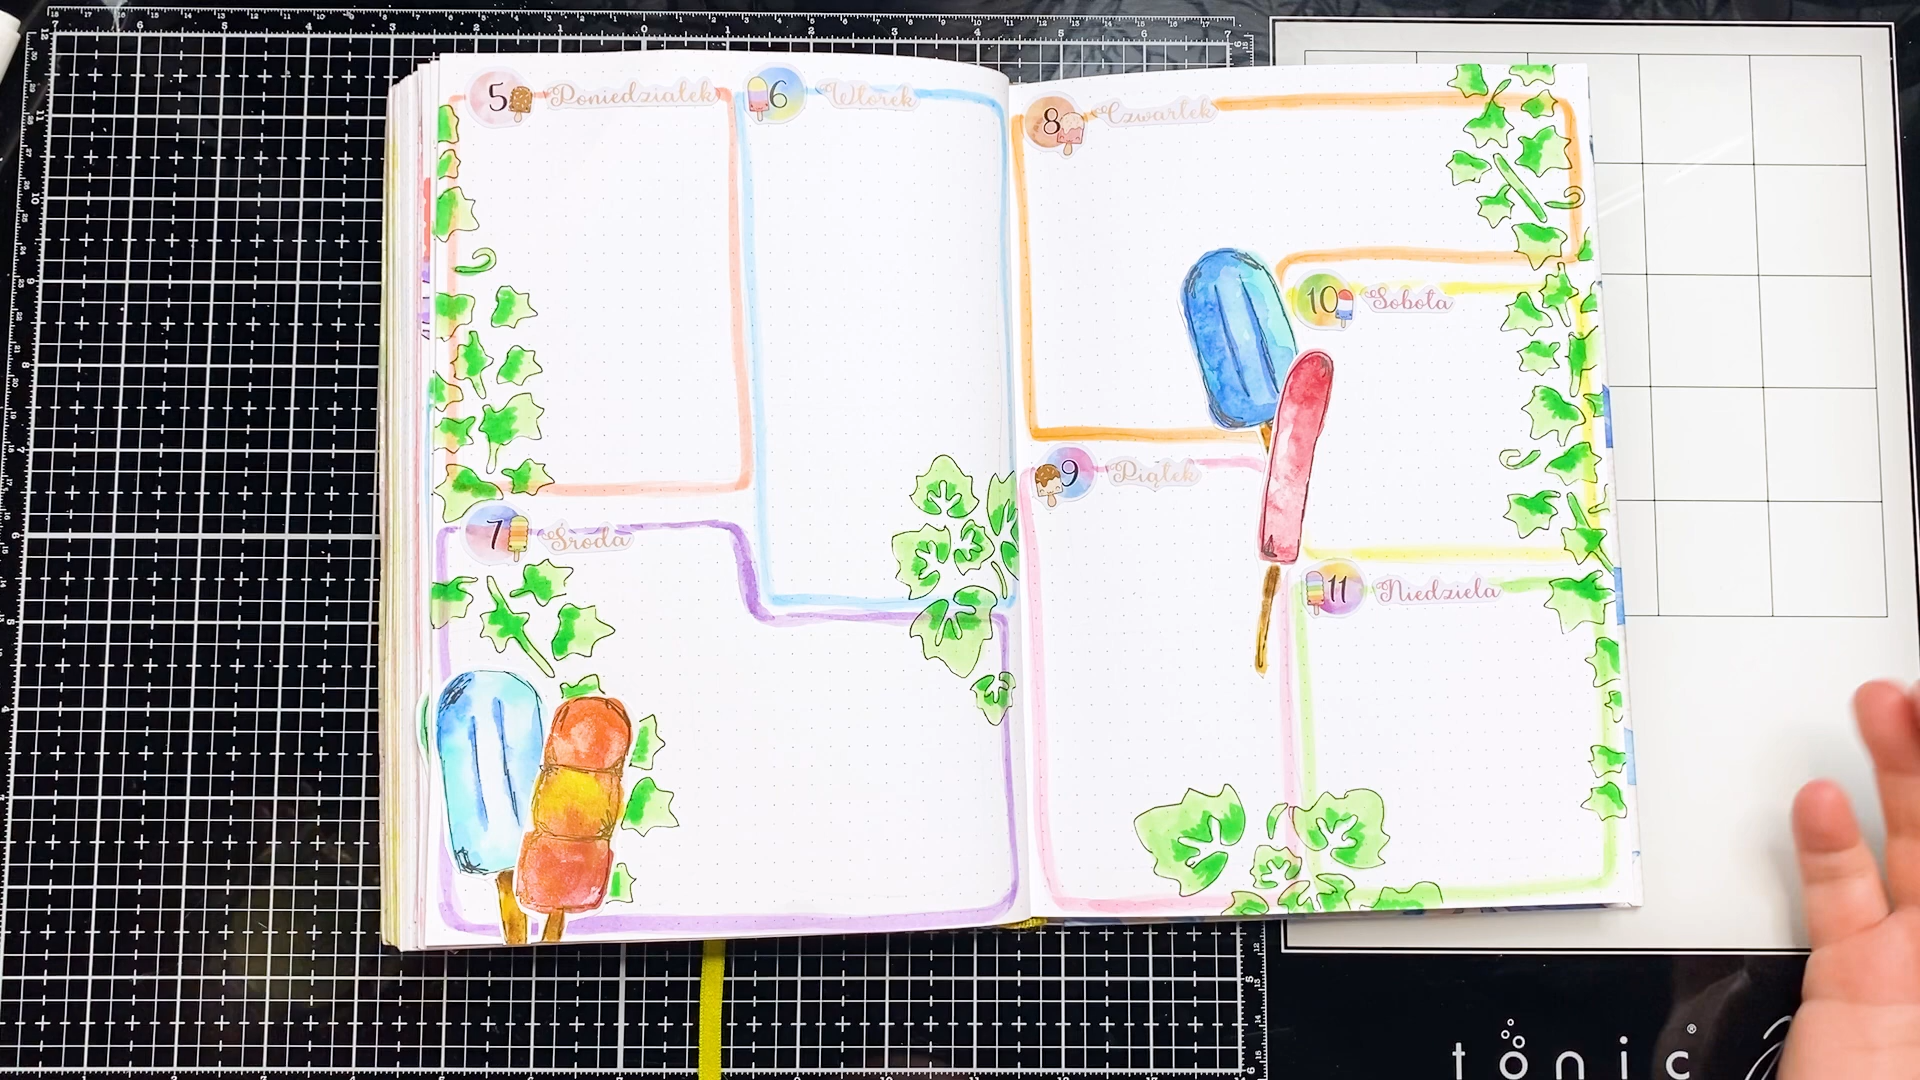 5 Poniedziałek
6 Wtorek
7 Środa
8 Czwartek
9 Piątek
10 Sobota
11 Niedziela
tonic®